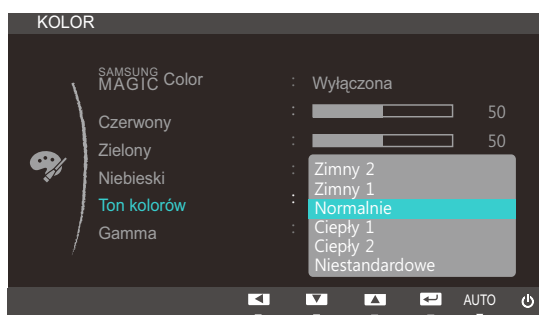 KOLOR
SAMSUNG MAGIC Color : Wyłączona
Czerwony : 50
Zielony : 50
Niebieski :
Ton kolorów :
Gamma :
Zimny 2
Zimny 1
Normalnie
Ciepły 1
Ciepły 2
Niestandardowe
AUTO